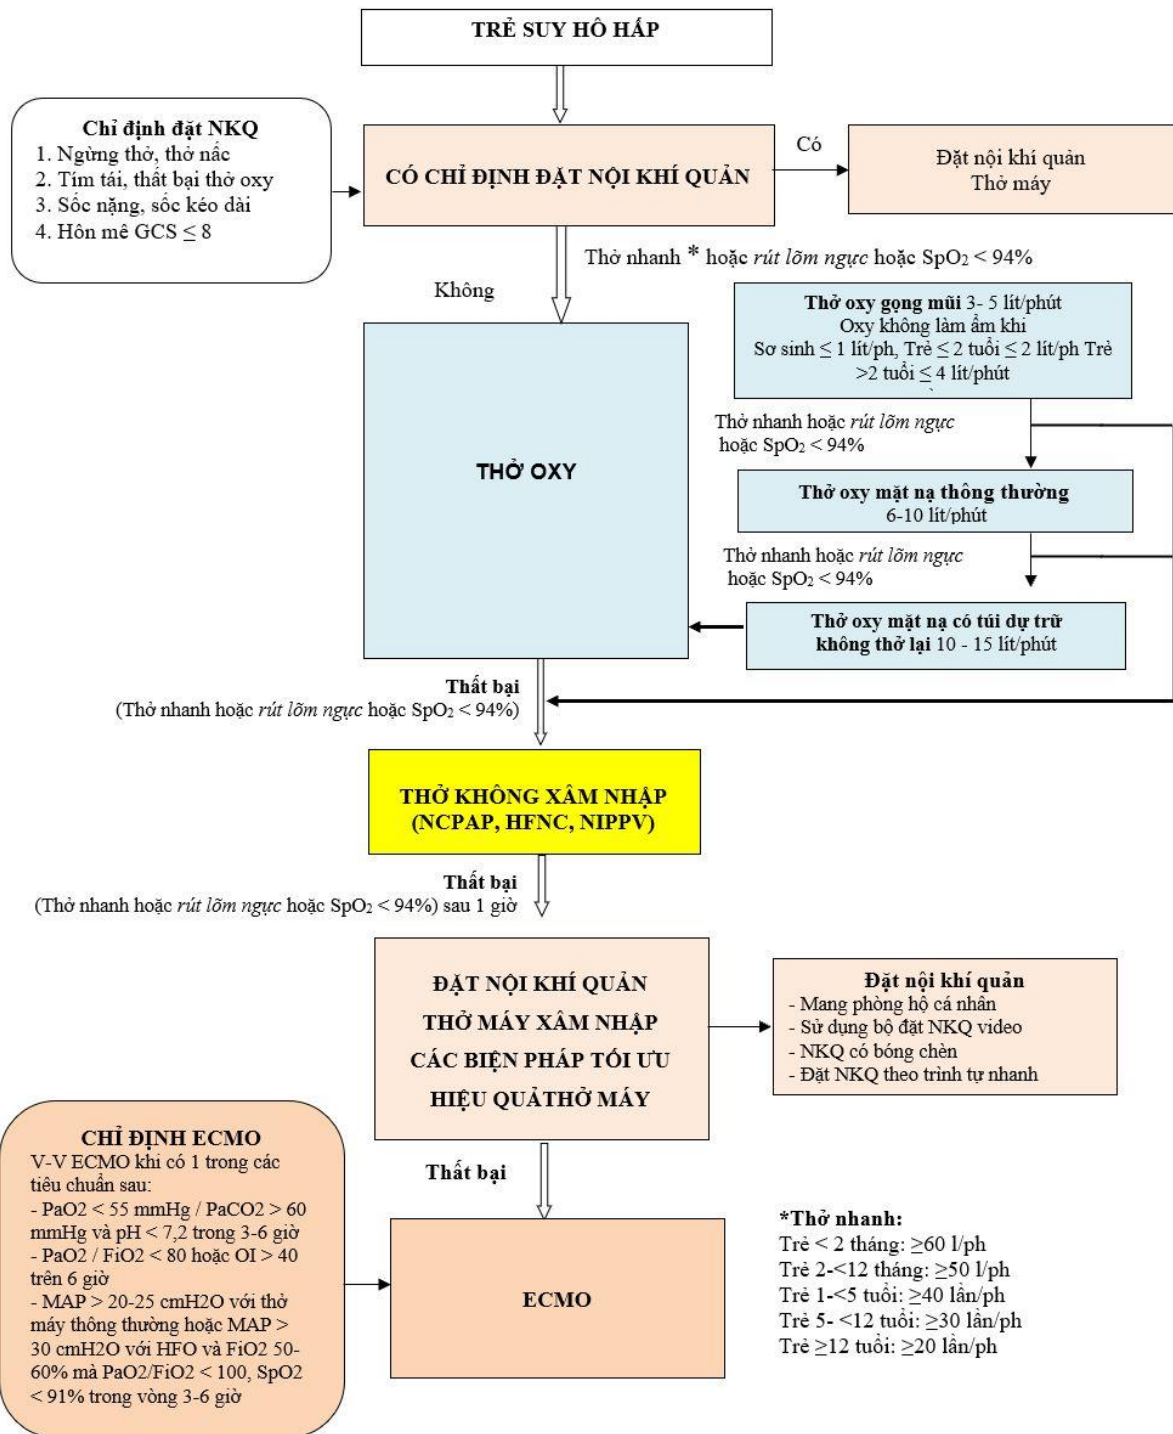 TRẺ SUY HÔ HẤP
Chỉ định đặt NKQ
1. Ngừng thở, thở nấc
2. Tím tái, thất bại thở oxy
3. Sốc nặng, sốc kéo dài
4. Hôn mê GCS ≤ 8
CÓ CHỈ ĐỊNH ĐẶT NỘI KHÍ QUẢN
Có
Đặt nội khí quản
Thở máy
Thở nhanh * hoặc rút lõm ngực hoặc SpO₂ < 94%
Không
THỞ OXY
Thở oxy gọng mũi 3- 5 lít/phút
Oxy không làm ẩm khi
Sơ sinh ≤ 1 lít/ph, Trẻ ≤ 2 tuổi ≤ 2 lít/ph Trẻ
>2 tuổi ≤ 4 lít/phút
Thở nhanh hoặc rút lõm ngực
hoặc SpO₂ < 94%
Thở oxy mặt nạ thông thường
6-10 lít/phút
Thở nhanh hoặc rút lõm ngực
hoặc SpO₂ < 94%
Thở oxy mặt nạ có túi dự trữ
không thở lại 10 - 15 lít/phút
Thất bại
(Thở nhanh hoặc rút lõm ngực hoặc SpO₂ < 94%)
THỞ KHÔNG XÂM NHẬP
(NCPAP, HFNC, NIPPV)
Thất bại
(Thở nhanh hoặc rút lõm ngực hoặc SpO₂ < 94%) sau 1 giờ
ĐẶT NỘI KHÍ QUẢN
THỞ MÁY XÂM NHẬP
CÁC BIỆN PHÁP TỐI ƯU
HIỆU QUẢTHỞ MÁY
Đặt nội khí quản
- Mang phòng hộ cá nhân
- Sử dụng bộ đặt NKQ video
- NKQ có bóng chèn
- Đặt NKQ theo trình tự nhanh
Thất bại
CHỈ ĐỊNH ECMO
V-V ECMO khi có 1 trong các
tiêu chuẩn sau:
- PaO2 < 55 mmHg / PaCO2 > 60
mmHg và pH < 7,2 trong 3-6 giờ
- PaO2 / FiO2 < 80 hoặc OI > 40
trên 6 giờ
- MAP > 20-25 cmH2O với thở
máy thông thường hoặc MAP >
30 cmH2O với HFO và FiO2 50-
60% mà PaO2/FiO2 < 100, SpO2
< 91% trong vòng 3-6 giờ
ECMO
*Thở nhanh:
Trẻ < 2 tháng: ≥60 l/ph
Trẻ 2-<12 tháng: ≥50 l/ph
Trẻ 1-<5 tuổi: ≥40 lần/ph
Trẻ 5- <12 tuổi: ≥30 lần/ph
Trẻ ≥12 tuổi: ≥20 lần/ph